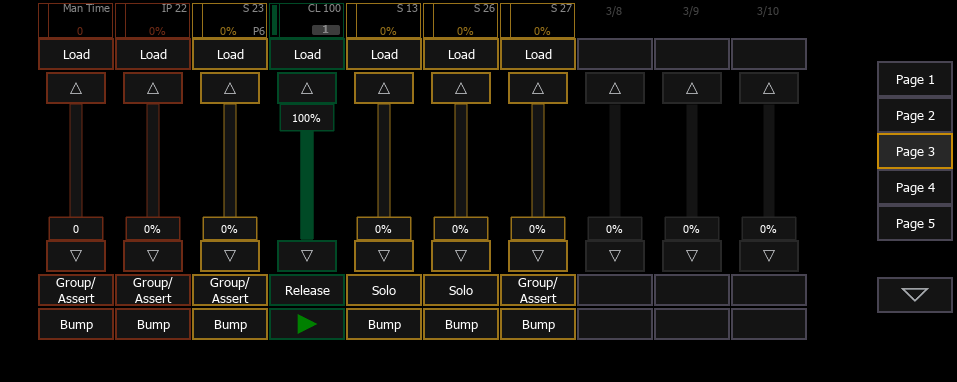 Man Time IP 22 S 23 CL 100 S 13 S 26 S 27 3/8 3/9 3/10
0 0% 0% P6 1 0% 0% 0%
Load Load Load Load Load Load Load
Page 1
100%
Page 2
Page 3
Page 4
0 0% 0% 0% 0% 0% 0% 0% 0%
Page 5
Group/ Group/ Group/ Release Solo Solo Group/
Assert Assert Assert Assert
Bump Bump Bump Bump Bump Bump